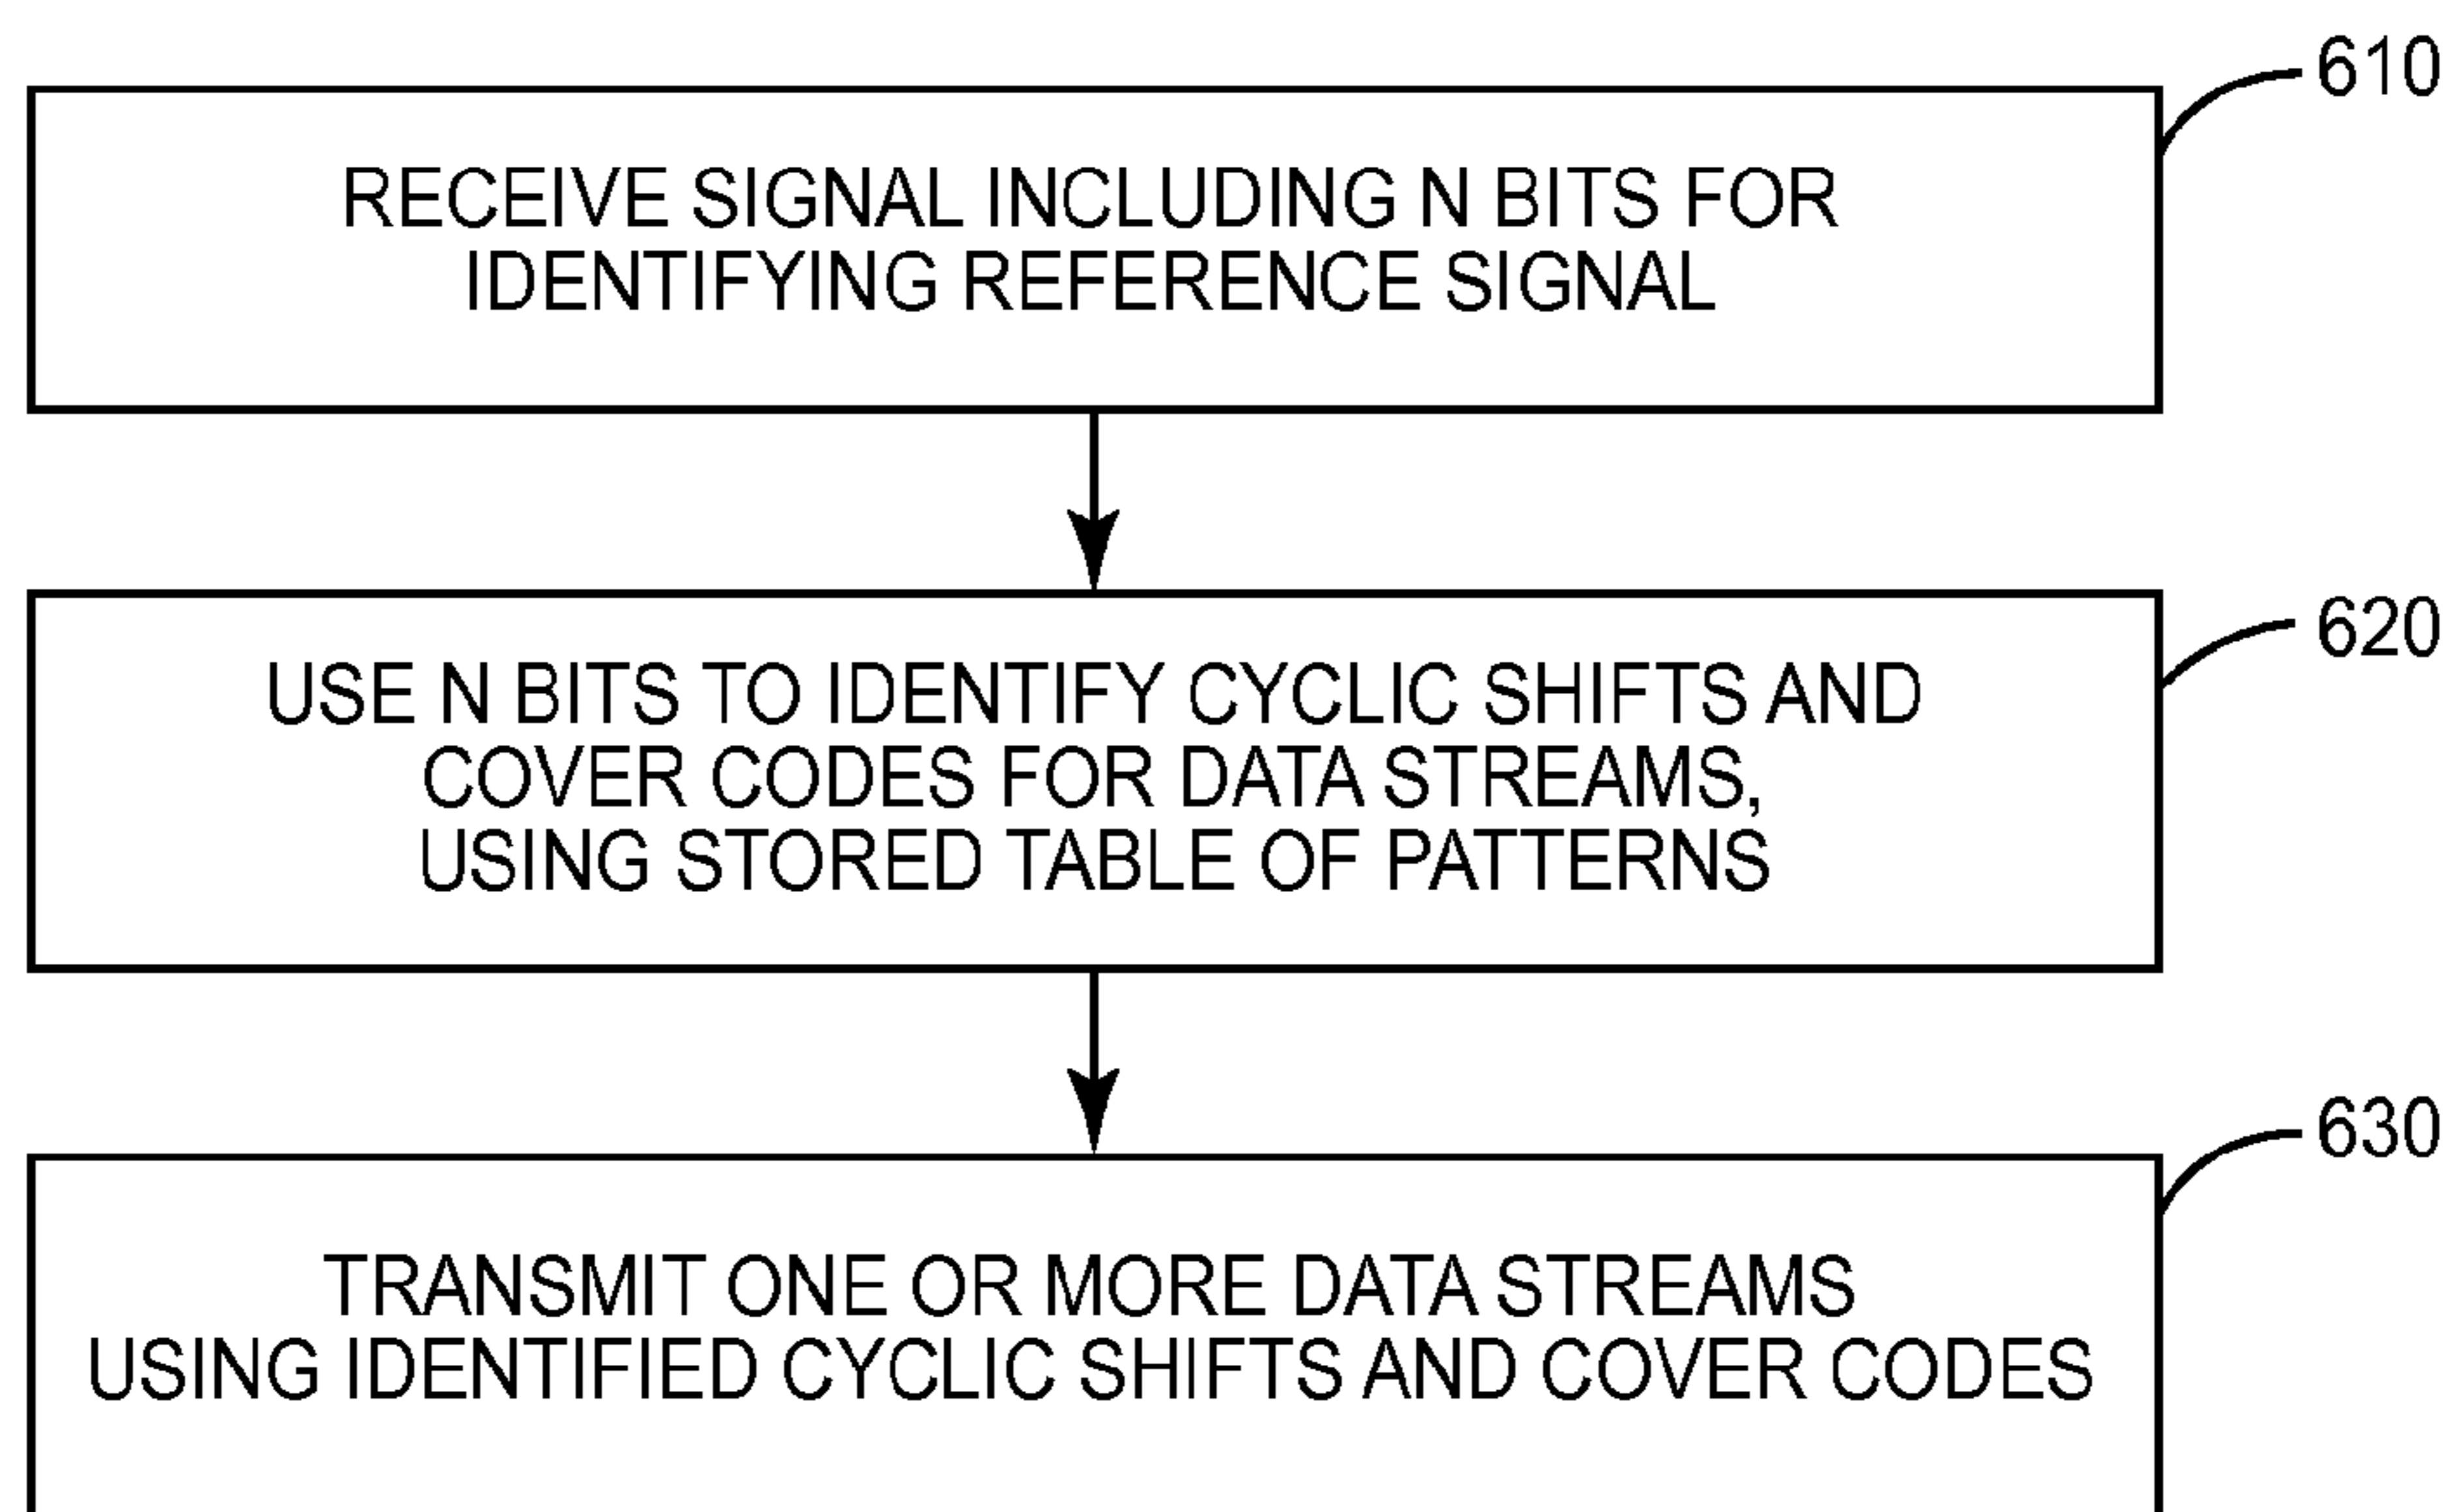 610
RECEIVE SIGNAL INCLUDING N BITS FOR
IDENTIFYING REFERENCE SIGNAL
620
USE N BITS TO IDENTIFY CYCLIC SHIFTS AND
COVER CODES FOR DATA STREAMS,
USING STORED TABLE OF PATTERNS
630
TRANSMIT ONE OR MORE DATA STREAMS
USING IDENTIFIED CYCLIC SHIFTS AND COVER CODES